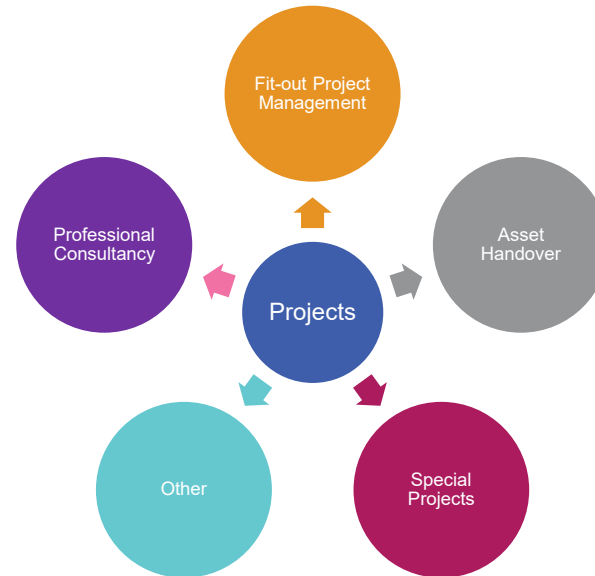 Fit-out Project
Management
Professional
Consultancy
Asset
Handover
Projects
Other
Special
Projects